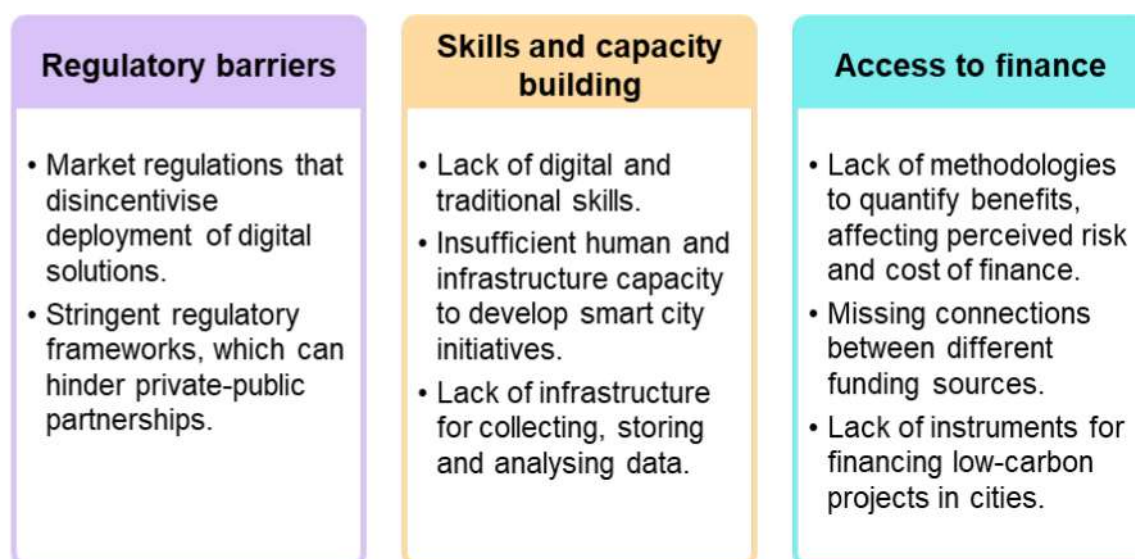 Regulatory barriers
• Market regulations that
disincentivise
deployment of digital
solutions.
• Stringent regulatory
frameworks, which can
hinder private-public
partnerships.
Skills and capacity
building
• Lack of digital and
traditional skills.
• Insufficient human and
infrastructure capacity
to develop smart city
initiatives.
• Lack of infrastructure
for collecting, storing
and analysing data.
Access to finance
• Lack of methodologies
to quantify benefits,
affecting perceived risk
and cost of finance.
• Missing connections
between different
funding sources.
• Lack of instruments for
financing low-carbon
projects in cities.